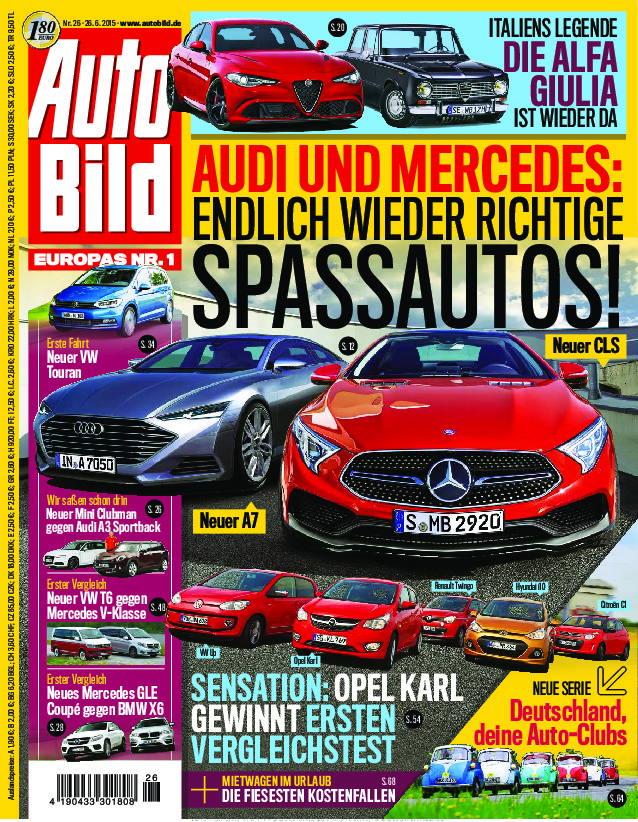 1.80
EURO
Nr. 26 · 26. 6. 2015 · www.autobild.de
Auto
Bild
EUROPAS NR. 1
S. 20
ITALIENS LEGENDE
DIE ALFA
GIULIA
IST WIEDER DA
AUDI UND MERCEDES:
ENDLICH WIEDER RICHTIGE
SPASSAUTOS!
S. 12
Neuer CLS
Neuer A7
IN A 7050
S MB 2920
Erste Fahrt
Neuer VW
Touran
S. 34
Wir saßen schon drin
Neuer Mini Clubman
gegen Audi A3 Sportback
S. 26
Erster Vergleich
Neuer VW T6 gegen
Mercedes V-Klasse
S. 48
Erster Vergleich
Neues Mercedes GLE
Coupé gegen BMW X6
S. 28
VW Up
Opel Karl
Renault Twingo
Hyundai i10
Citroën C1
SENSATION: OPEL KARL
GEWINNT ERSTEN
VERGLEICHSTEST
S. 54
NEUE SERIE
Deutschland,
deine Auto-Clubs
S. 64
MIETWAGEN IM URLAUB
S. 68
DIE FIESESTEN KOSTENFALLEN
26
4 190433 301808